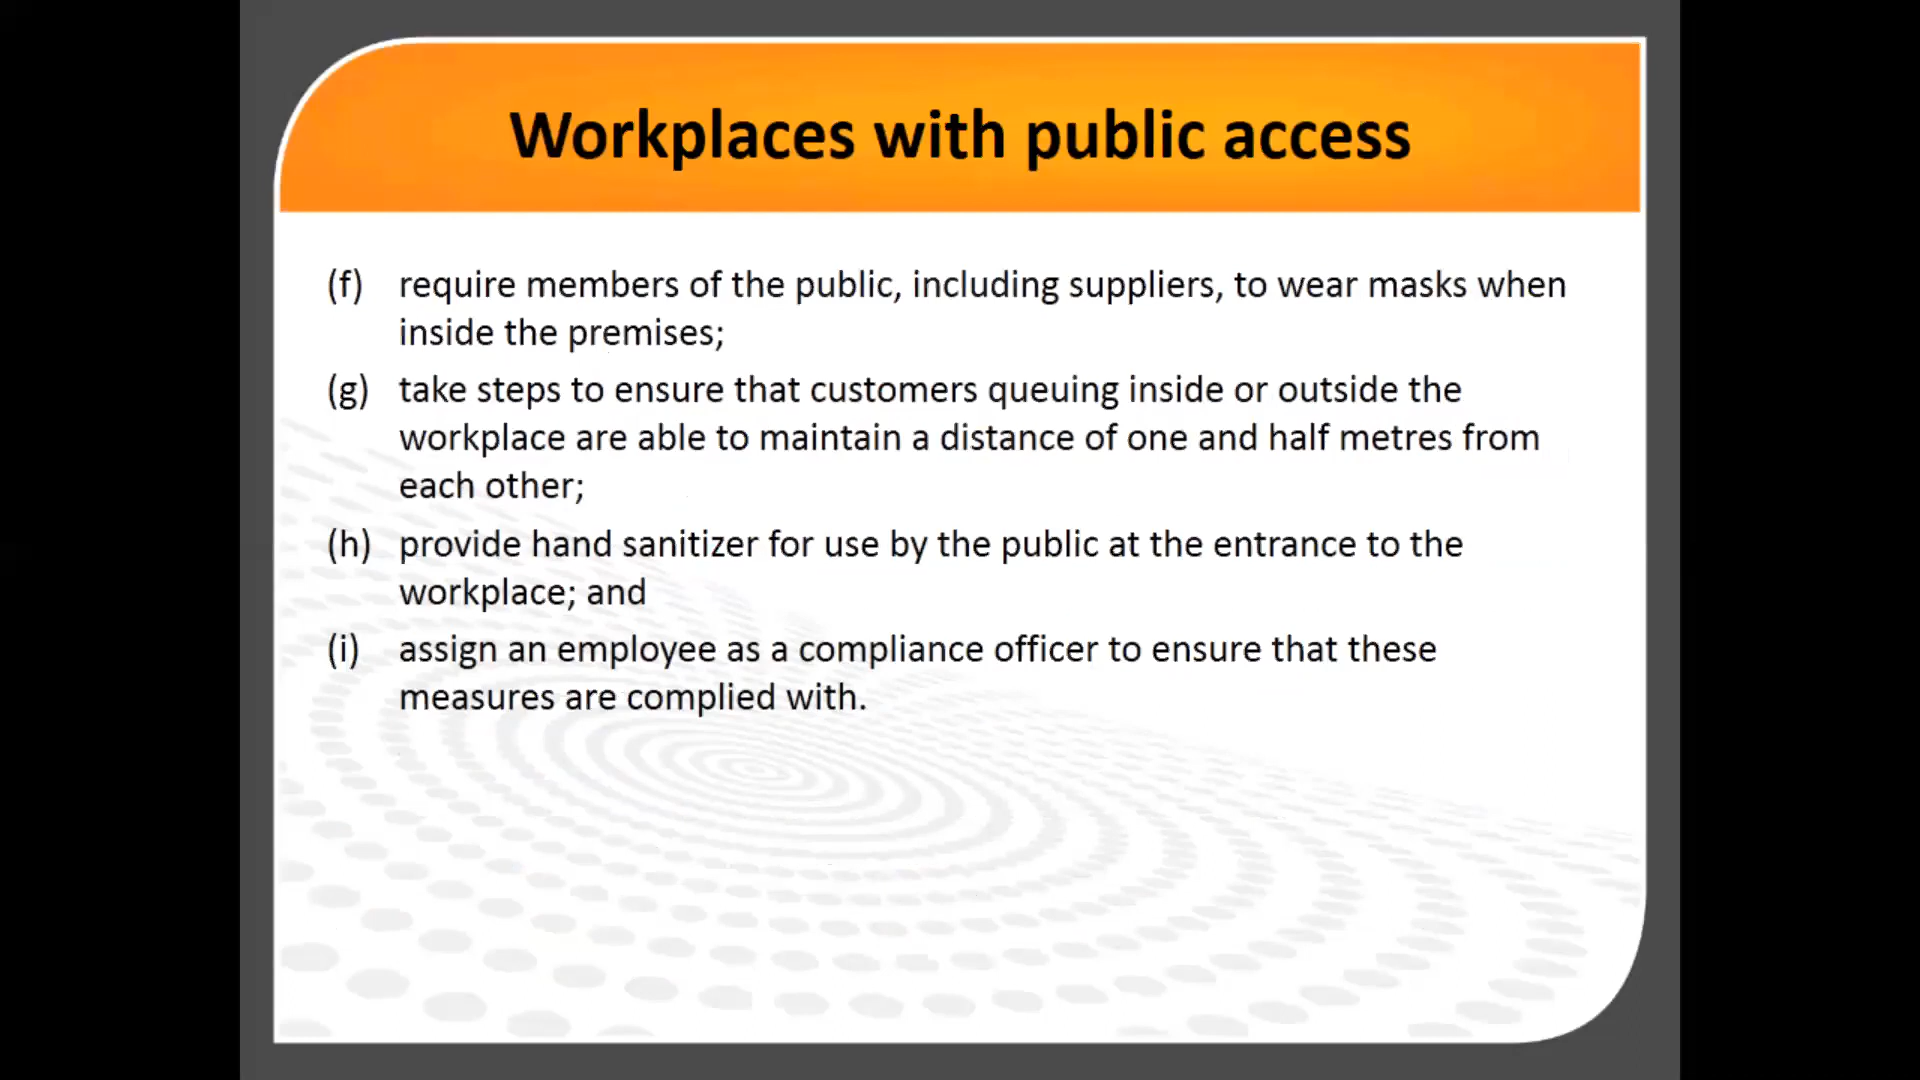 Workplaces with public access
(f) require members of the public, including suppliers, to wear masks when
inside the premises;
(g) take steps to ensure that customers queuing inside or outside the
workplace are able to maintain a distance of one and half metres from
each other;
(h) provide hand sanitizer for use by the public at the entrance to the
workplace; and
(i) assign an employee as a compliance officer to ensure that these
measures are complied with.